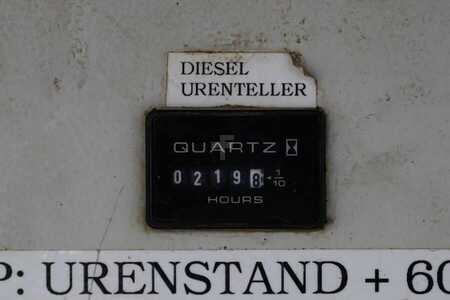 DIESEL
URENTELLER
QUARTZ
02198 1/10
HOURS
P: URENSTAND + 60